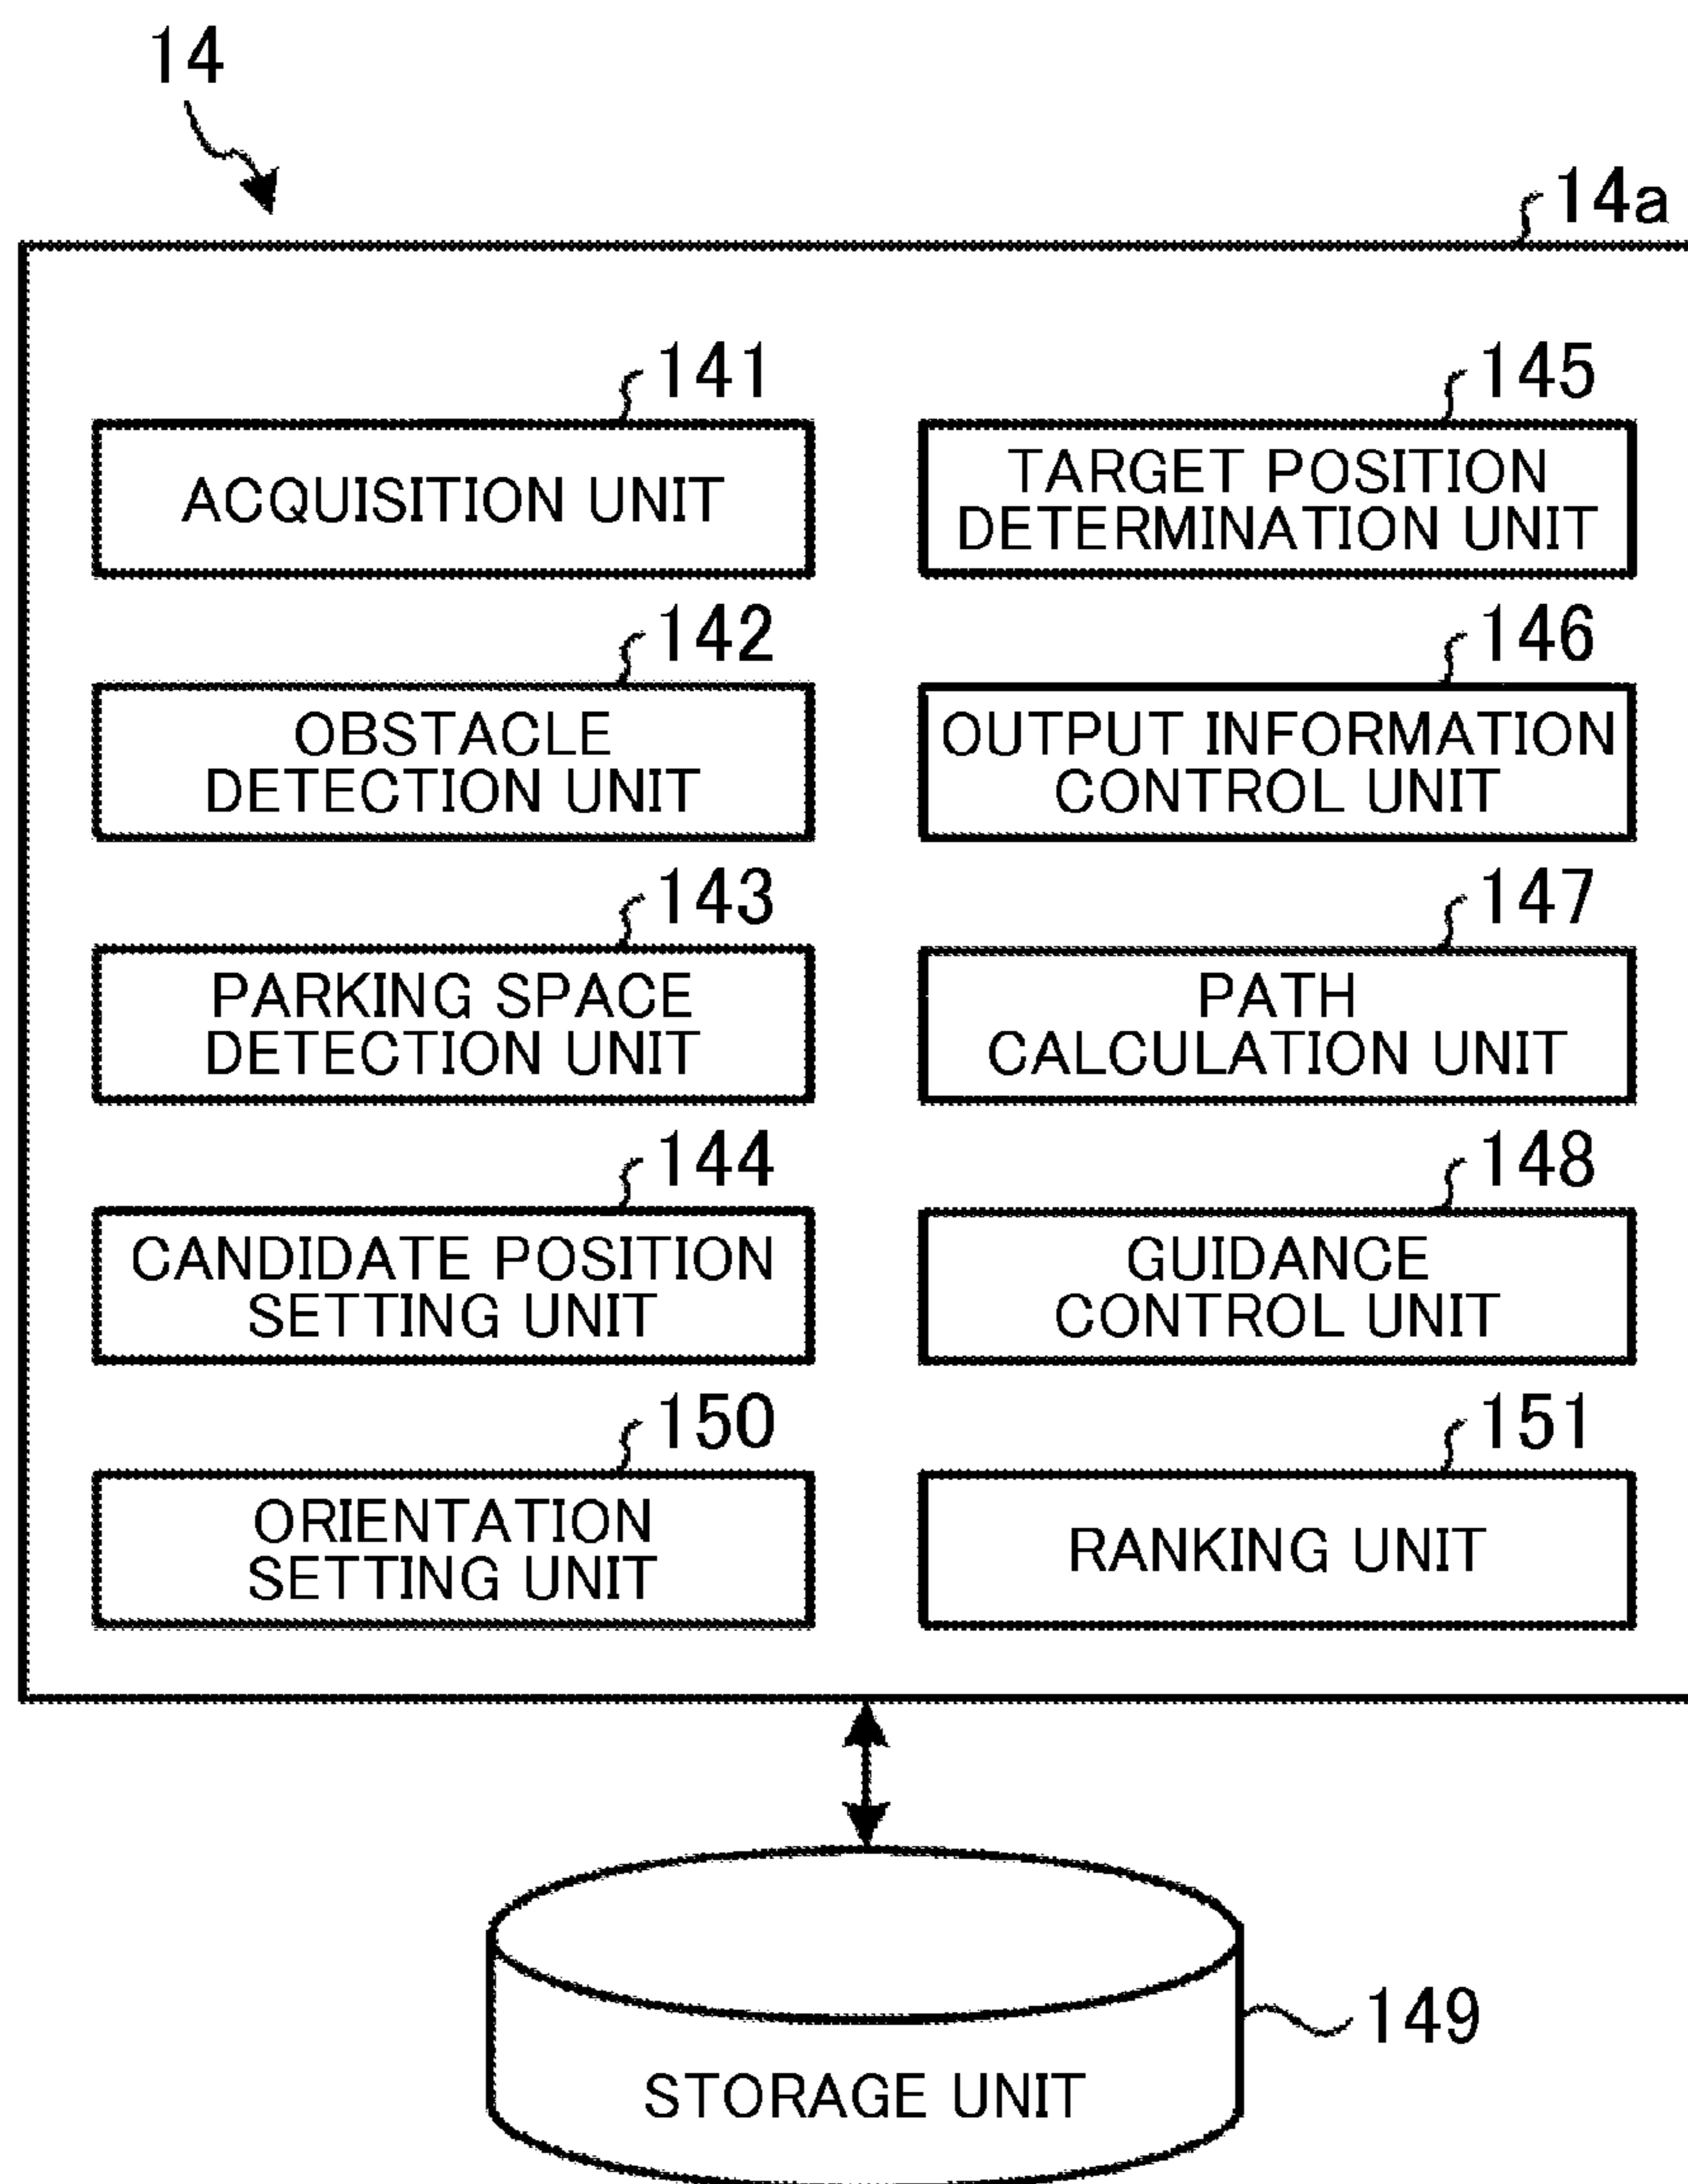 14
14a
141
ACQUISITION UNIT
145
TARGET POSITION
DETERMINATION UNIT
142
OBSTACLE
DETECTION UNIT
146
OUTPUT INFORMATION
CONTROL UNIT
143
PARKING SPACE
DETECTION UNIT
147
PATH
CALCULATION UNIT
144
CANDIDATE POSITION
SETTING UNIT
148
GUIDANCE
CONTROL UNIT
150
ORIENTATION
SETTING UNIT
151
RANKING UNIT
149
STORAGE UNIT